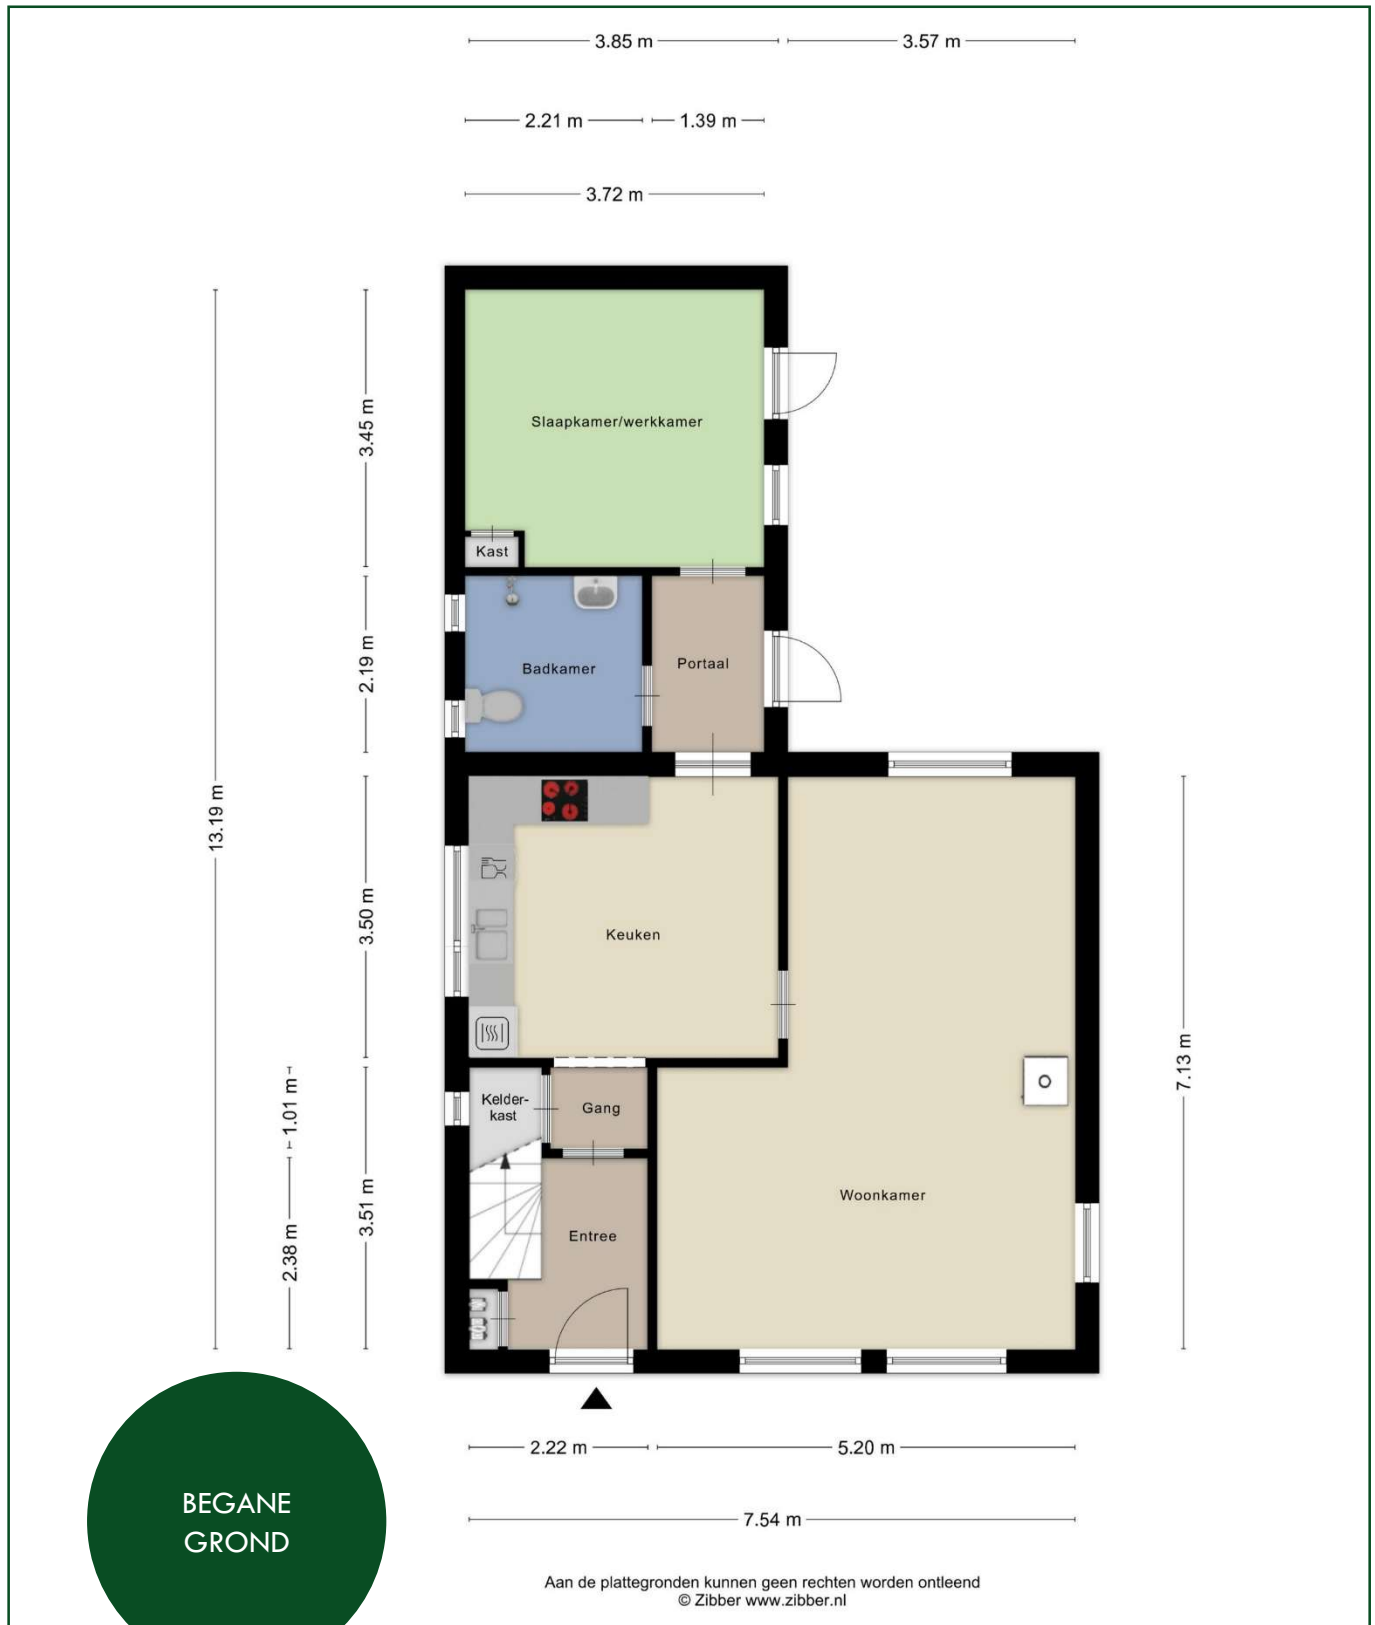 3.85 m
3.57 m
2.21 m
1.39 m
3.72 m
Slaapkamer/werkkamer
3.45 m
Kast
Badkamer
Portaal
2.19 m
13.19 m
Keuken
3.50 m
7.13 m
Kelder-
kast
Gang
1.01 m
Woonkamer
3.51 m
Entree
2.38 m
2.22 m
5.20 m
7.54 m
BEGANE
GROND
Aan de plattegronden kunnen geen rechten worden ontleend
© Zibber www.zibber.nl